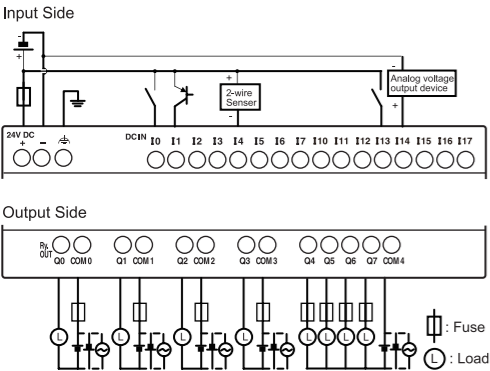 Input Side
-
+
+
2-wire
Senser
-
-
Analog voltage
output device
+
24V DC
+ -
DC IN I0 I1 I2 I3 I4 I5 I6 I7 I10 I11 I12 I13 I14 I15 I16 I17
Output Side
Ry.
OUT
Q0 COM0 Q1 COM1 Q2 COM2 Q3 COM3 Q4 Q5 Q6 Q7 COM4
L L L L L L L L
: Fuse
L : Load